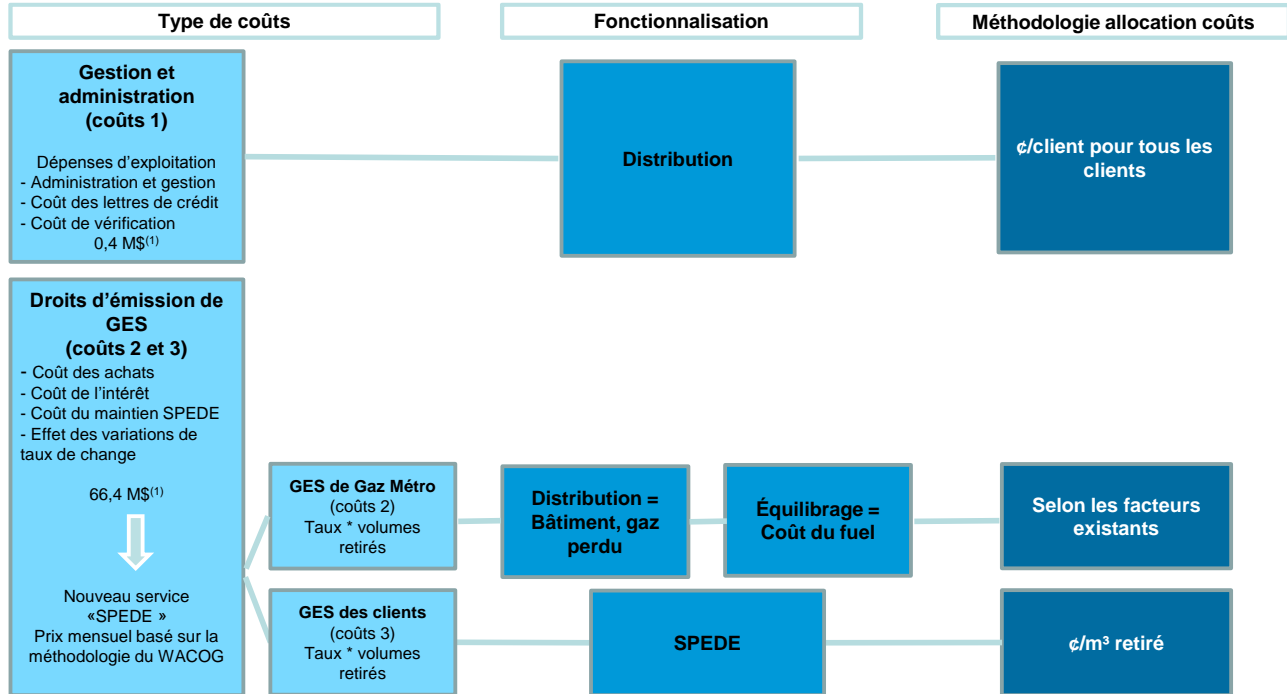 Type de coûts
Fonctionnalisation
Méthodologie allocation coûts
Gestion et
administration
(coûts 1)
Dépenses d’exploitation
- Administration et gestion
- Coût des lettres de crédit
- Coût de vérification
0,4 M$(1)
Distribution
¢/client pour tous les
clients
Droits d’émission de
GES
(coûts 2 et 3)
- Coût des achats
- Coût de l’intérêt
- Coût du maintien SPEDE
- Effet des variations de
taux de change
66,4 M$(1)
Nouveau service
«SPEDE »
Prix mensuel basé sur la
méthodologie du WACOG
GES de Gaz Métro
(coûts 2)
Taux * volumes
retirés
Distribution =
Bâtiment, gaz
perdu
Équilibrage =
Coût du fuel
Selon les facteurs
existants
GES des clients
(coûts 3)
Taux * volumes
retirés
SPEDE
¢/m³ retiré